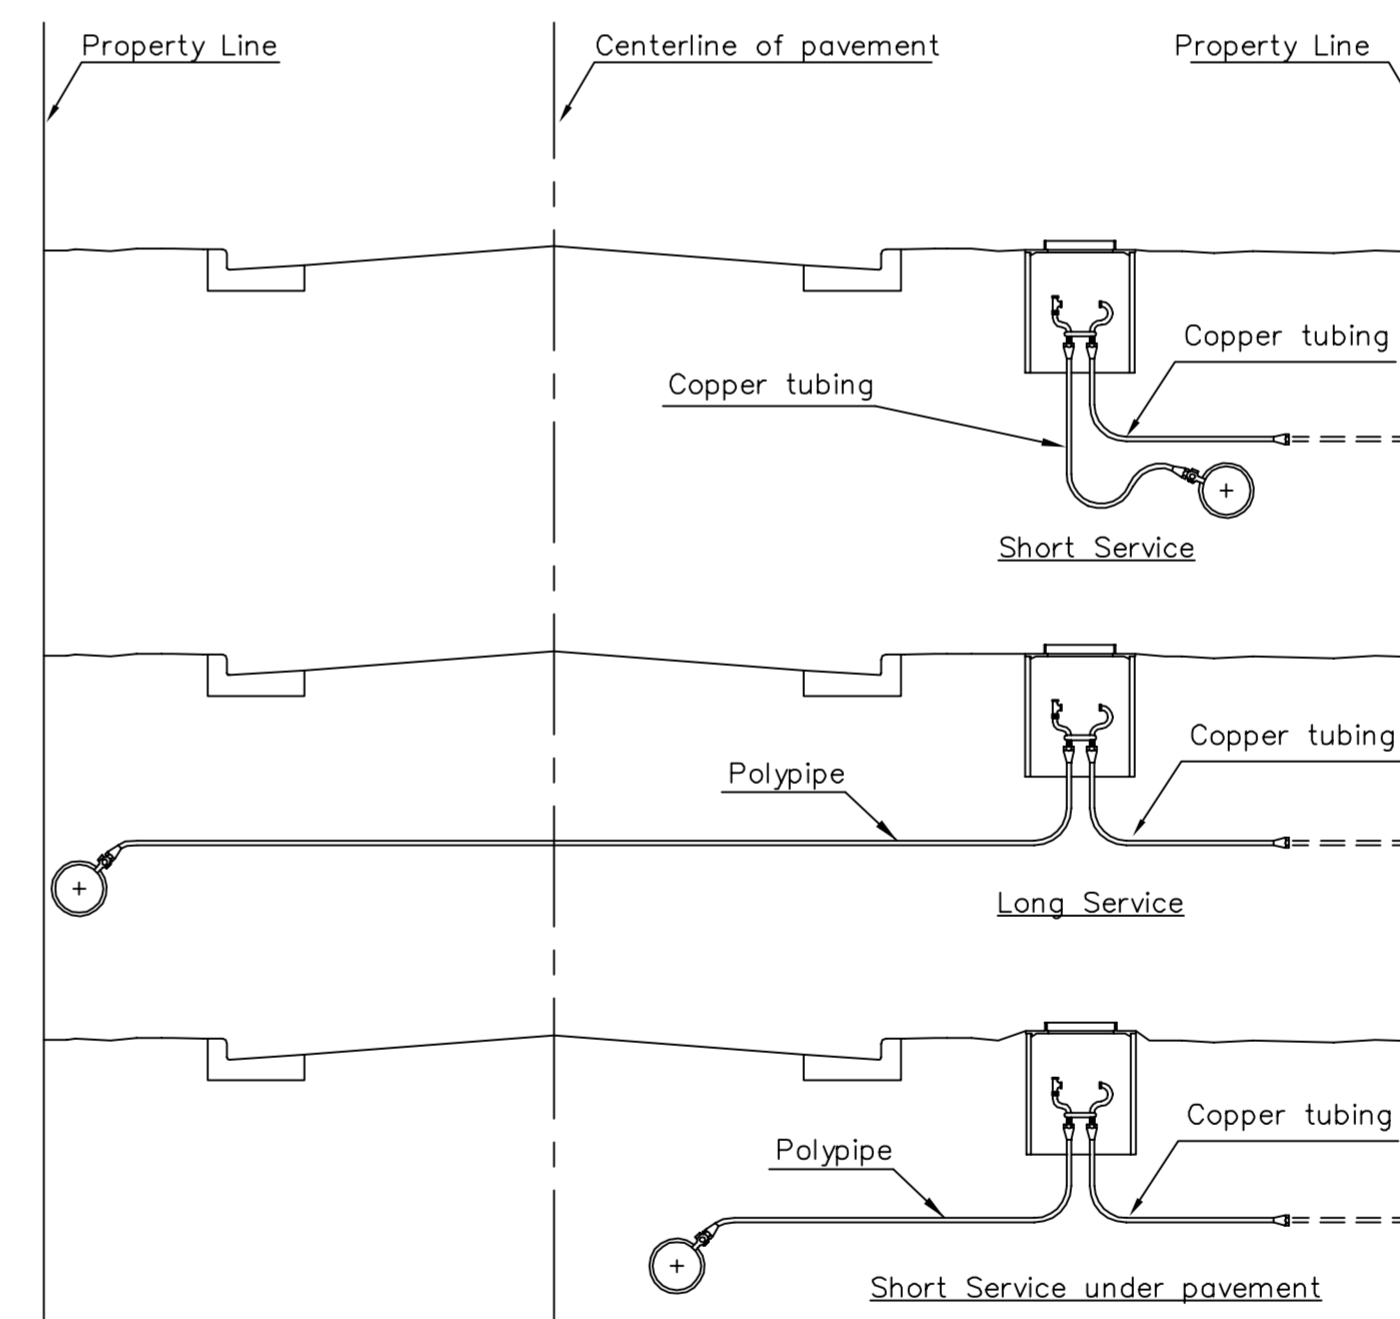 Property Line
Centerline of pavement
Property Line
Copper tubing
Copper tubing
Short Service
Copper tubing
Polypipe
Long Service
Copper tubing
Polypipe
Short Service under pavement